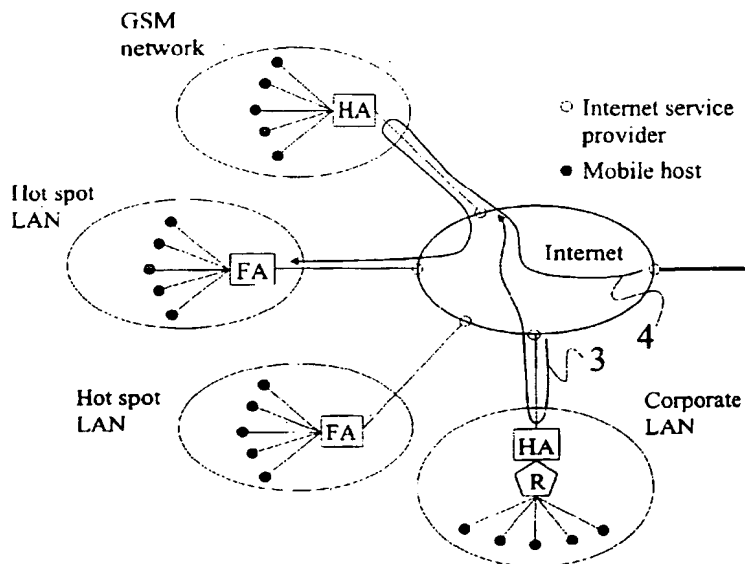 GSM
network
HA
Internet service
provider
Mobile host
Hot spot
LAN
FA
Internet
4
3
Hot spot
LAN
FA
Corporate
LAN
HA
R